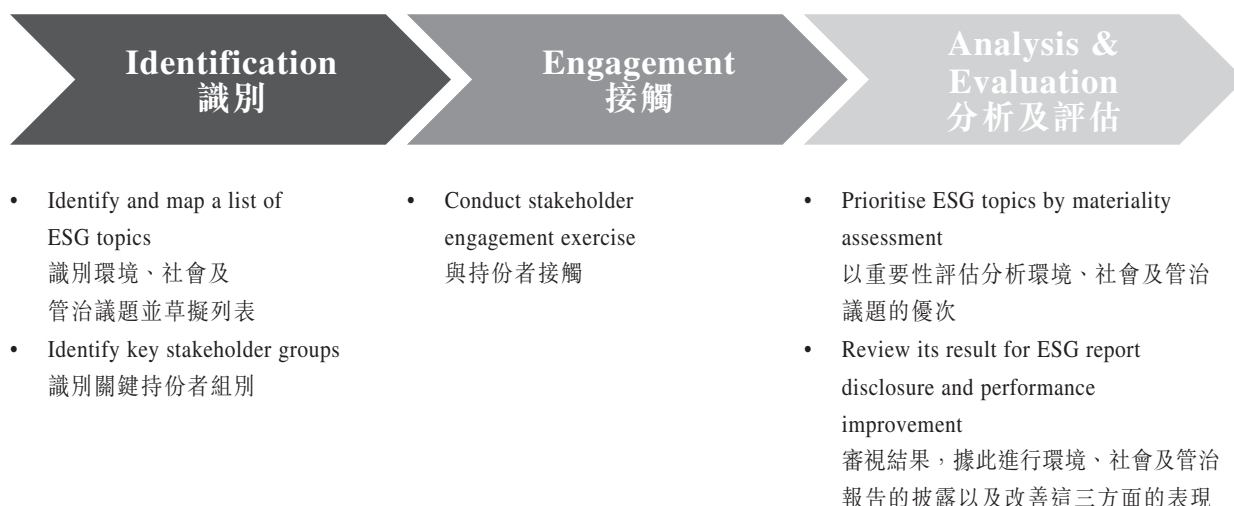 Identification
識別
Engagement
接觸
Analysis &
Evaluation
分析及評估
• Identify and map a list of
ESG topics
識別環境、社會及
管治議題並草擬列表
• Identify key stakeholder groups
識別關鍵持份者組別
• Conduct stakeholder
engagement exercise
與持份者接觸
• Prioritise ESG topics by materiality
assessment
以重要性評估分析環境、社會及管治
議題的優次
• Review its result for ESG report
disclosure and performance
improvement
審視結果，據此進行環境、社會及管治
報告的披露以及改善這三方面的表現